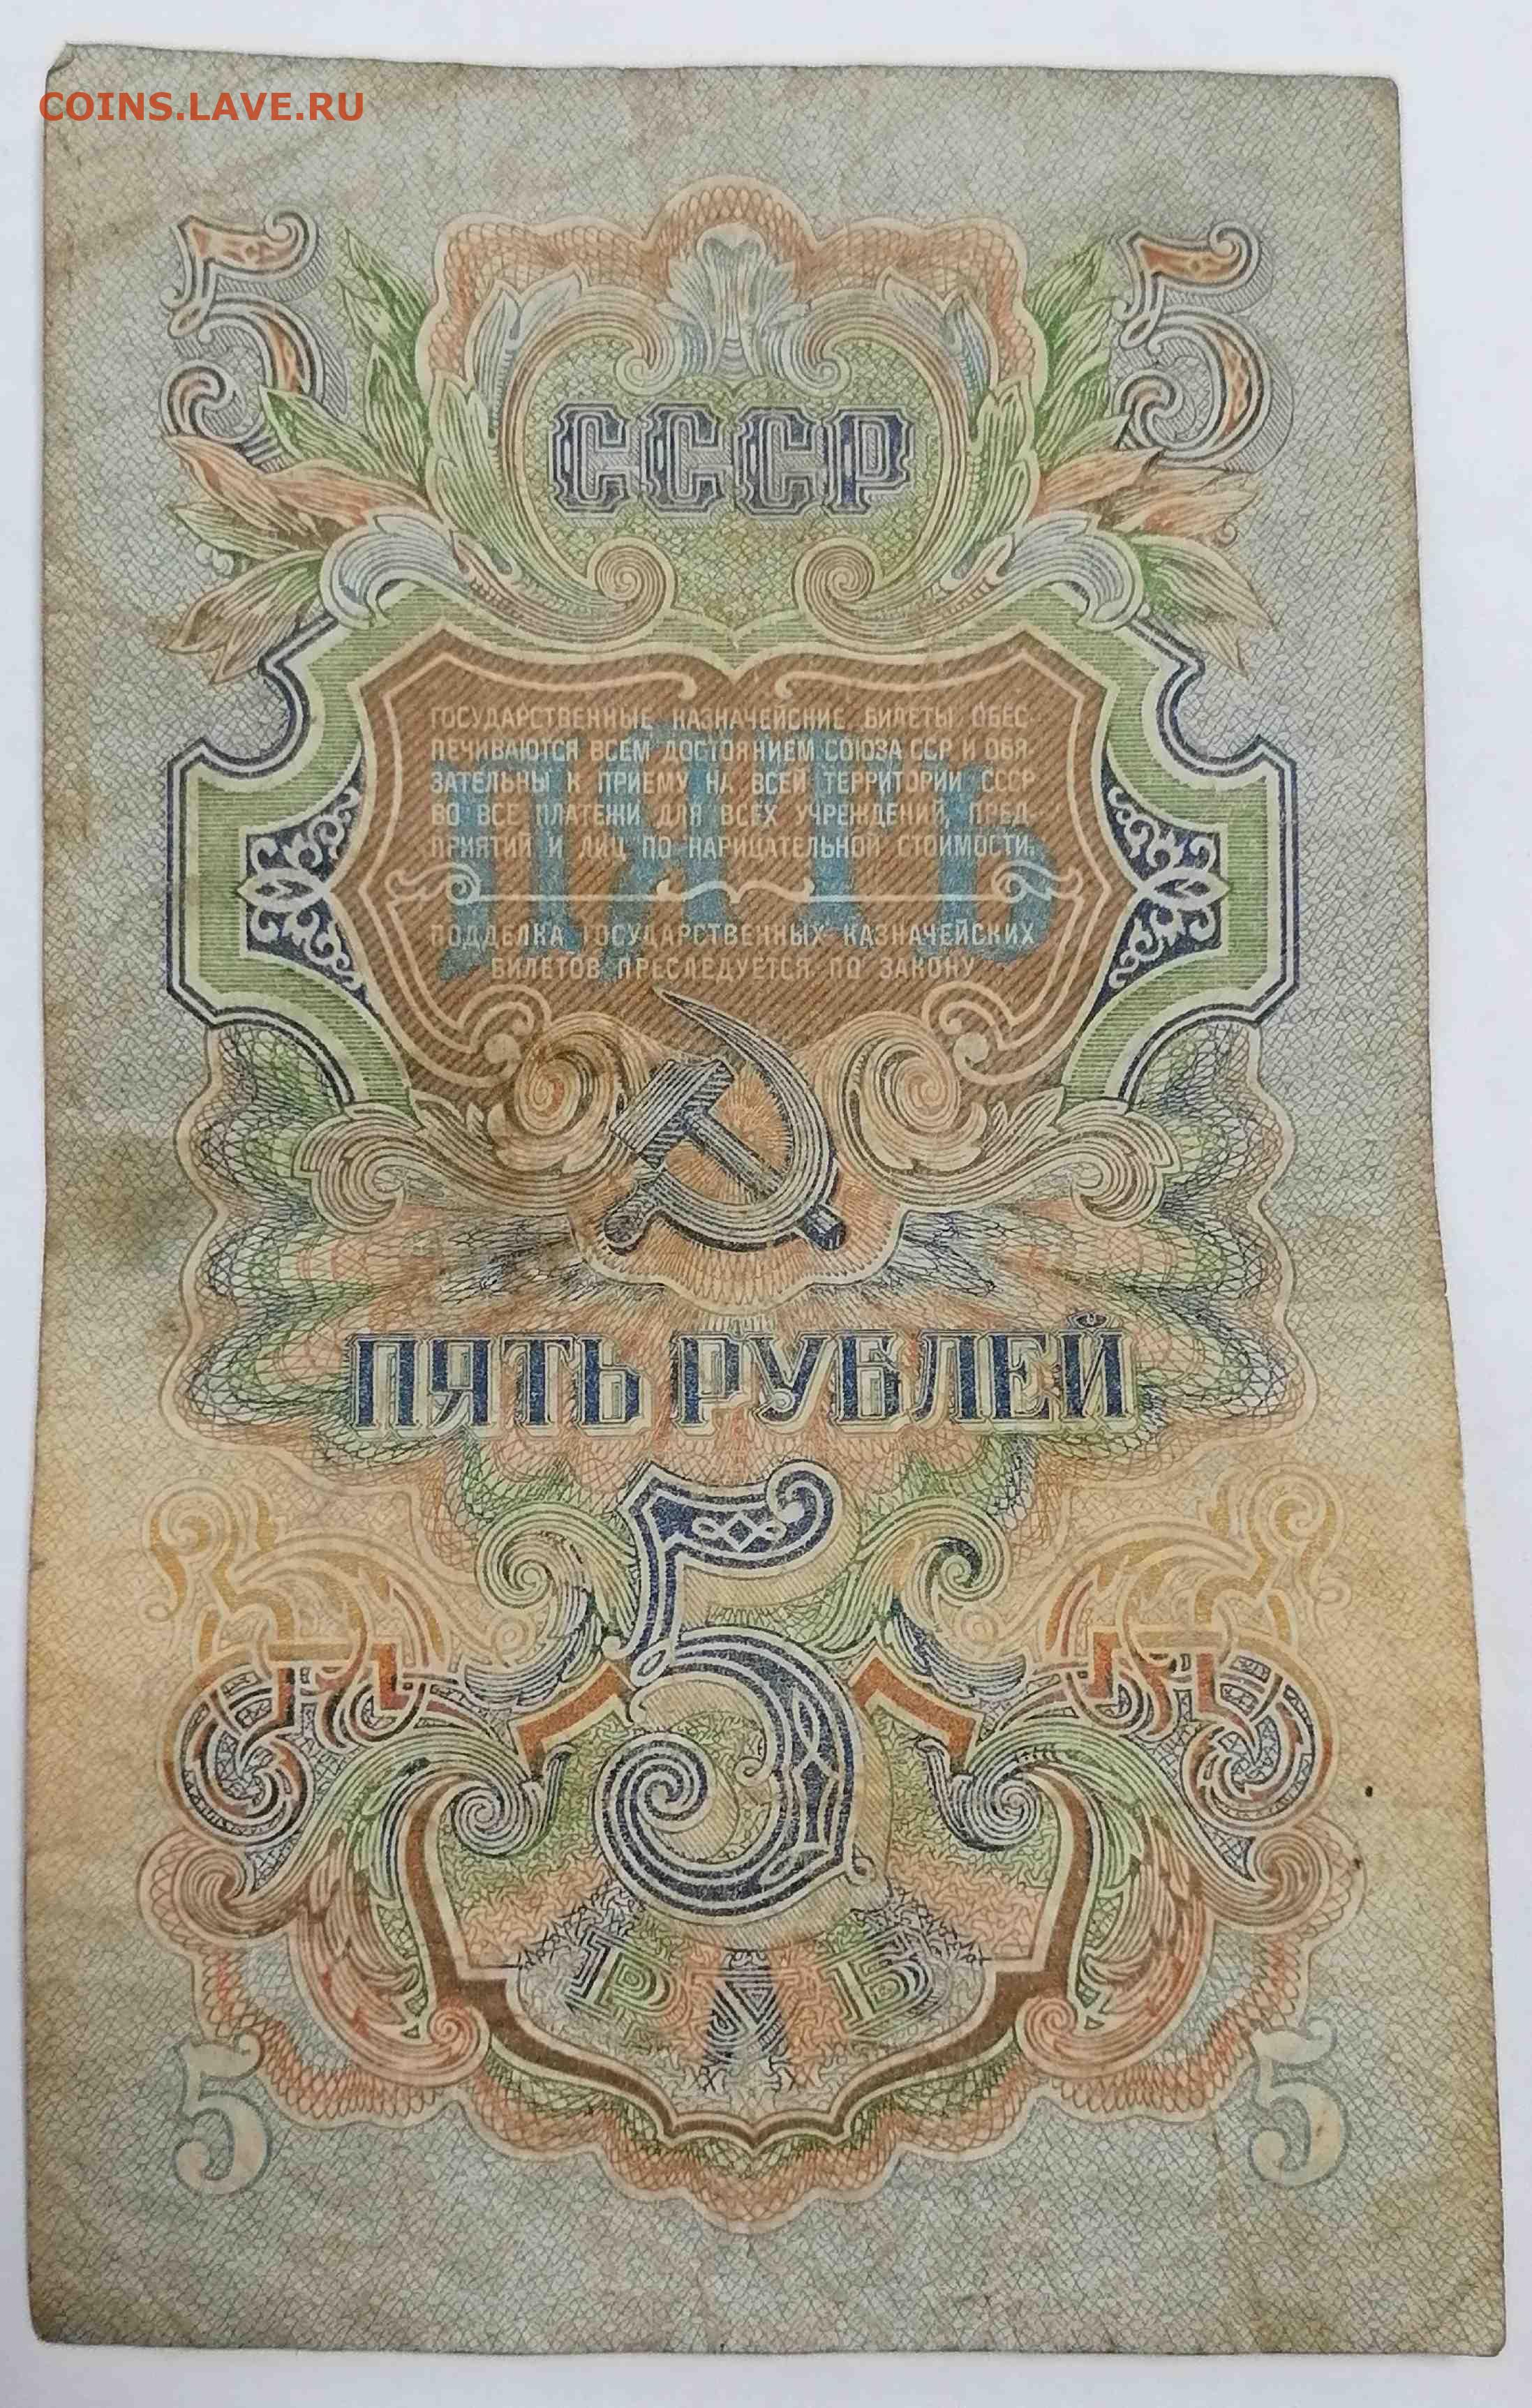 COINS.LAVE.RU
5 5
СССР
ПЯТЬ
ГОСУДАРСТВЕННЫЕ КАЗНАЧЕЙСКИЕ БИЛЕТЫ ОБЕС-
ПЕЧИВАЮТСЯ ВСЕМ ДОСТОЯНИЕМ СОЮЗА ССР И ОБЯ-
ЗАТЕЛЬНЫ К ПРИЕМУ НА ВСЕЙ ТЕРРИТОРИИ СССР
ВО ВСЕ ПЛАТЕЖИ ДЛЯ ВСЕХ УЧРЕЖДЕНИЙ, ПРЕД-
ПРИЯТИЙ И ЛИЦ ПО НАРИЦАТЕЛЬНОЙ СТОИМОСТИ.
ПОДДЕЛКА ГОСУДАРСТВЕННЫХ КАЗНАЧЕЙСКИХ
БИЛЕТОВ ПРЕСЛЕДУЕТСЯ ПО ЗАКОНУ
ПЯТЬ РУБЛЕЙ
5
5 5